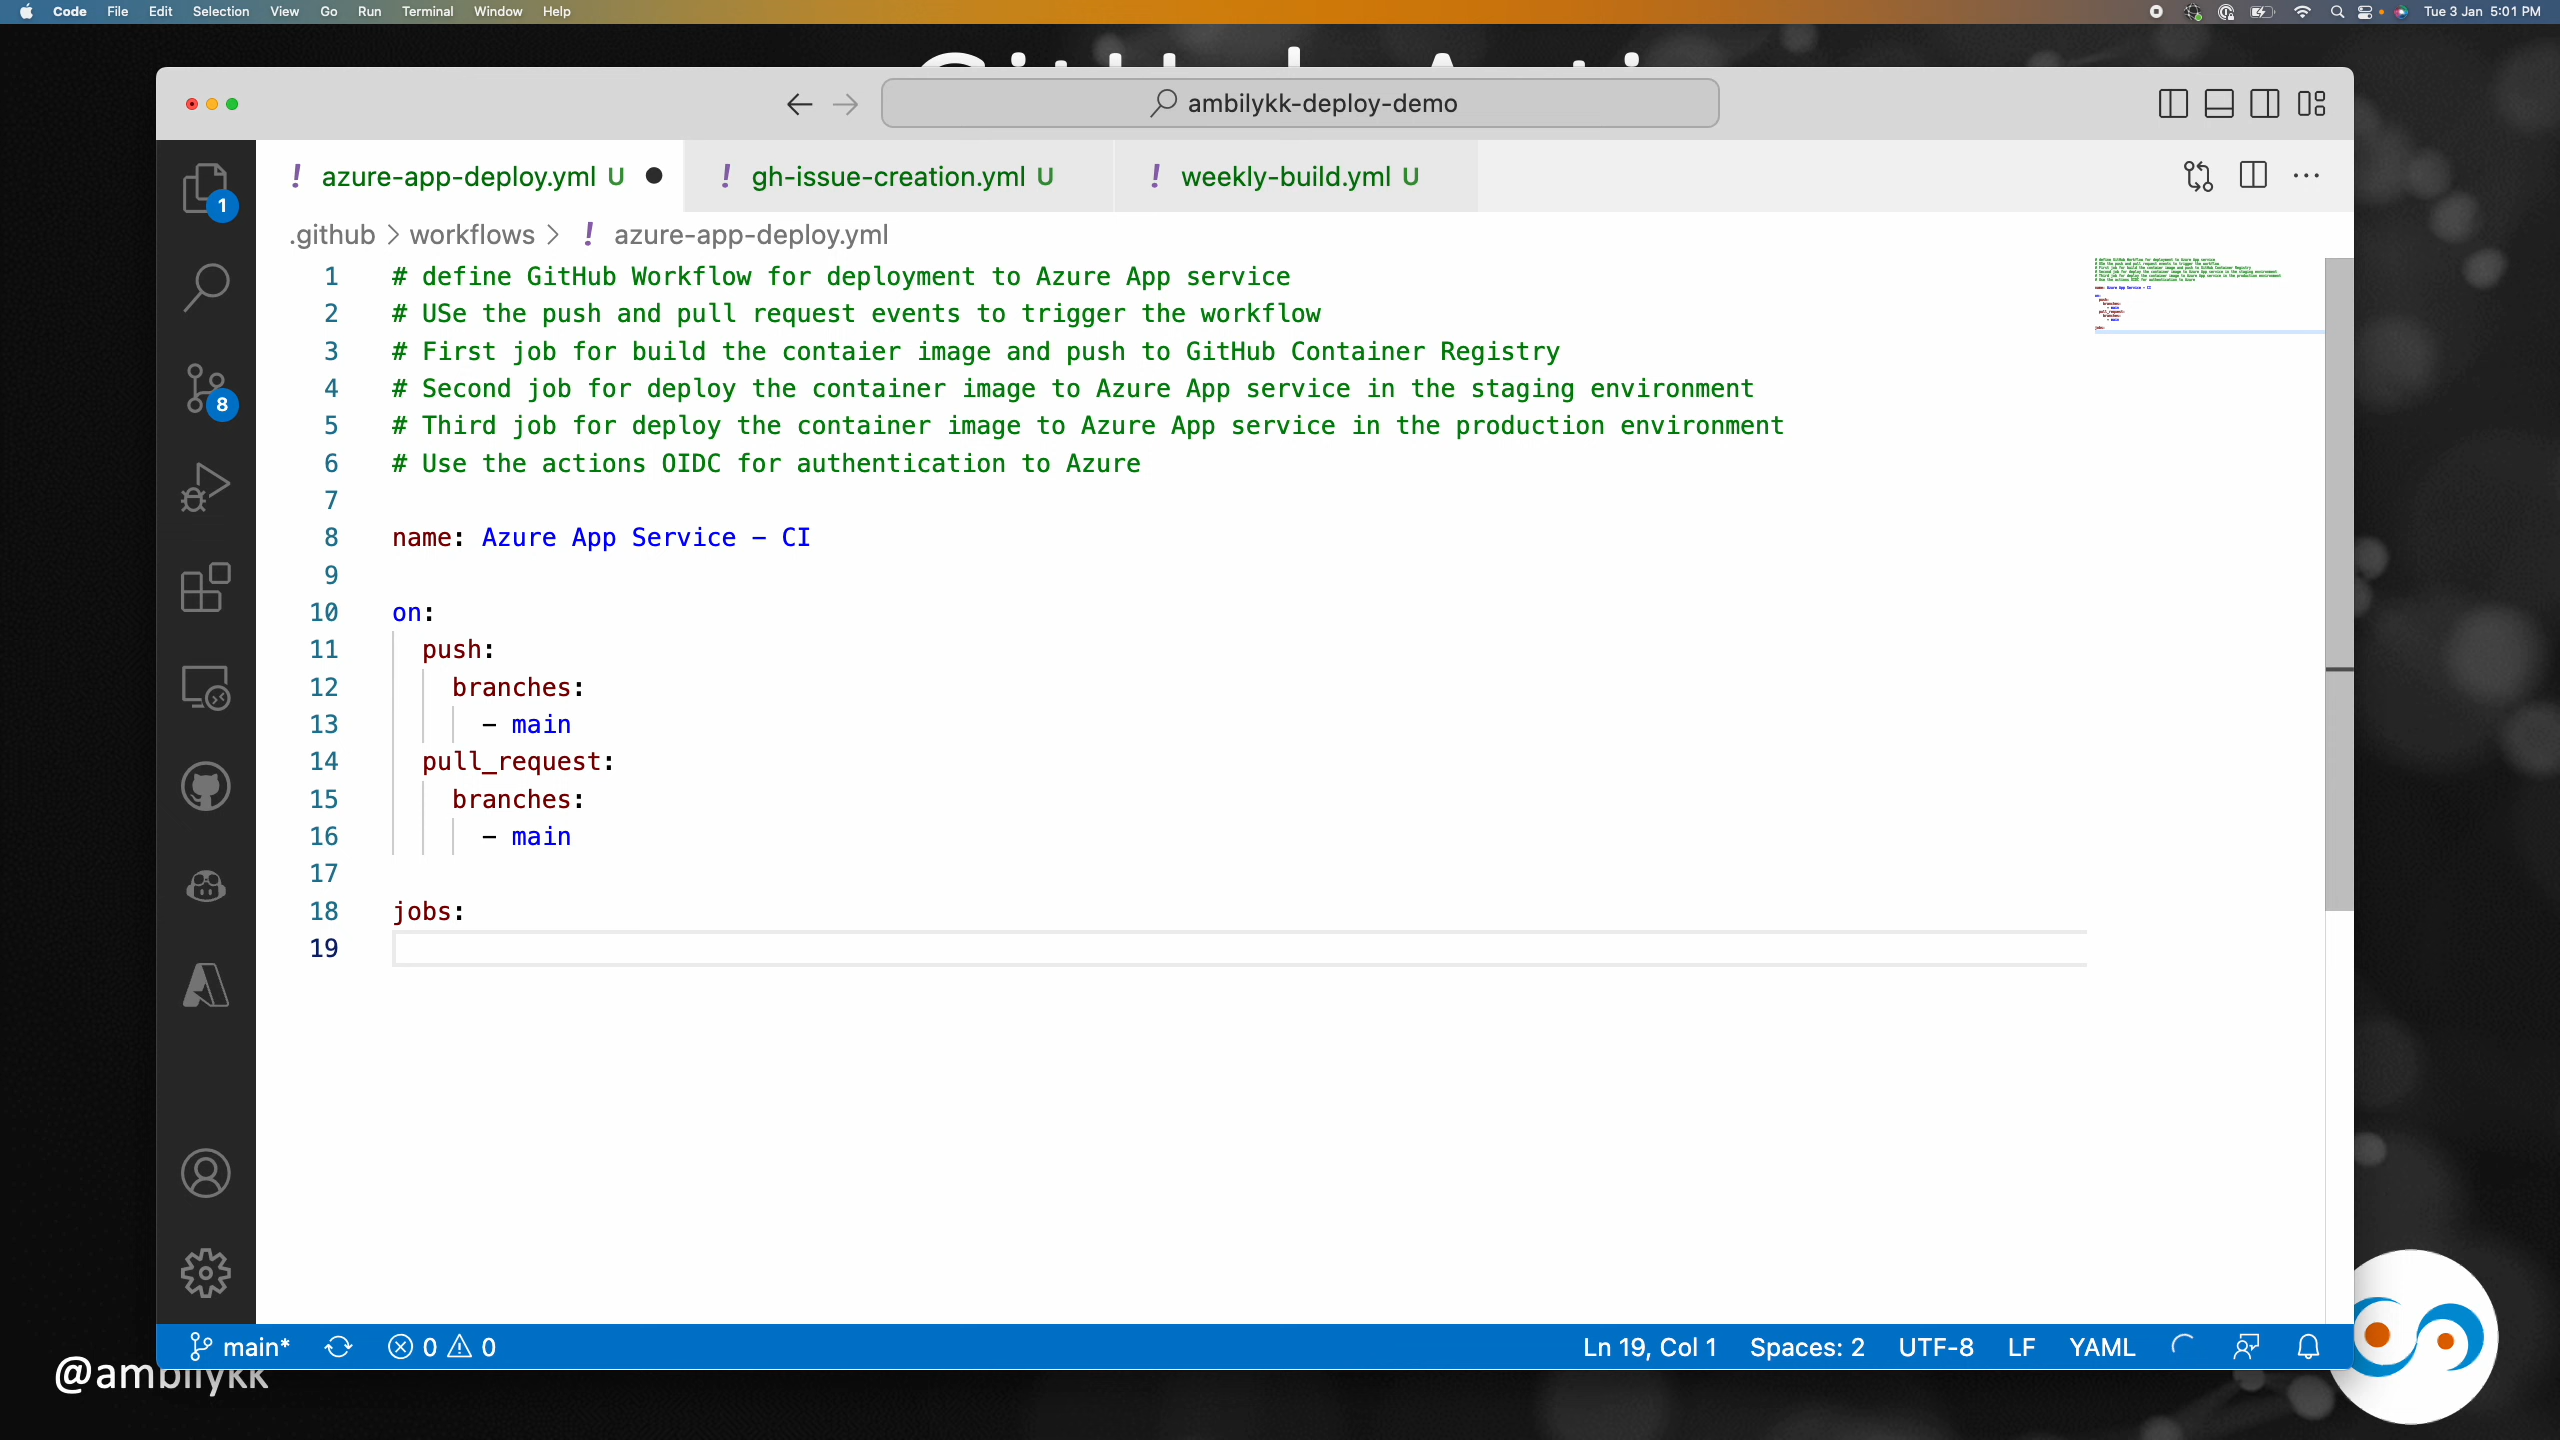 Code File Edit Selection View Go Run Terminal Window Help Tue 3 Jan 5:01 PM
ambilykk-deploy-demo
! azure-app-deploy.yml U ● ! gh-issue-creation.yml U ! weekly-build.yml U
.github > workflows > ! azure-app-deploy.yml
1 # define GitHub Workflow for deployment to Azure App service
2 # USe the push and pull request events to trigger the workflow
3 # First job for build the contaier image and push to GitHub Container Registry
4 # Second job for deploy the container image to Azure App service in the staging environment
5 # Third job for deploy the container image to Azure App service in the production environment
6 # Use the actions OIDC for authentication to Azure
7
8 name: Azure App Service - CI
9
10 on:
11 push:
12 branches:
13 - main
14 pull_request:
15 branches:
16 - main
17
18 jobs:
19
1
8
main* 0 0 Ln 19, Col 1 Spaces: 2 UTF-8 LF YAML
@ambilykk